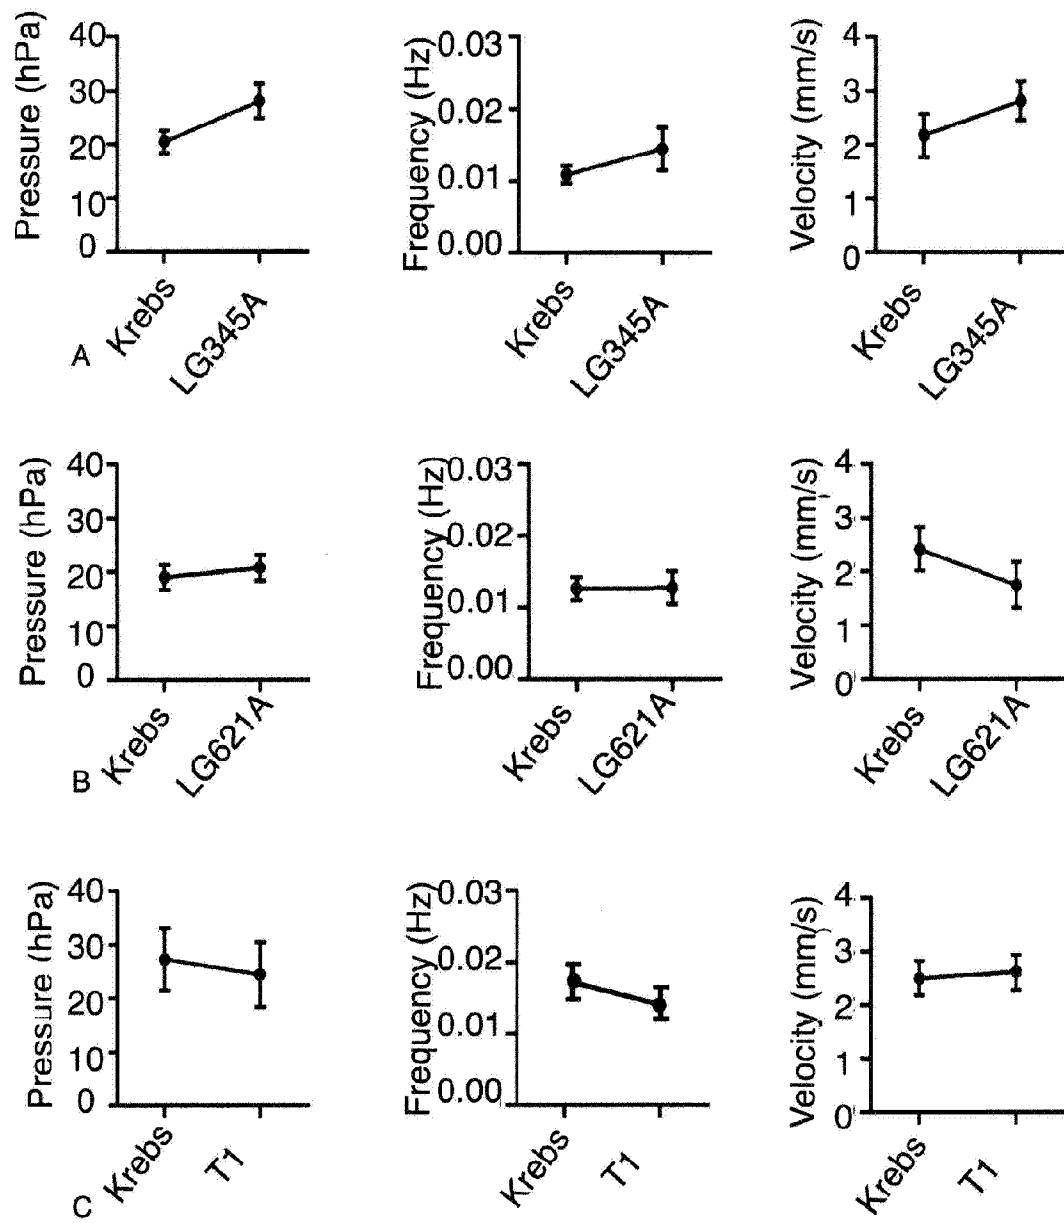 Pressure (hPa)
40
30
20
10
0
Krebs
LG345A
Frequency (Hz)
0.03
0.02
0.01
0.00
Krebs
LG345A
Velocity (mm/s)
4
3
2
1
0
Krebs
LG345A
A
Pressure (hPa)
40
30
20
10
0
Krebs
LG621A
Frequency (Hz)
0.03
0.02
0.01
0.00
Krebs
LG621A
Velocity (mm/s)
4
3
2
1
0
Krebs
LG621A
B
Pressure (hPa)
40
30
20
10
0
Krebs
T1
Frequency (Hz)
0.03
0.02
0.01
0.00
Krebs
T1
Velocity (mm/s)
4
3
2
1
0
Krebs
T1
C